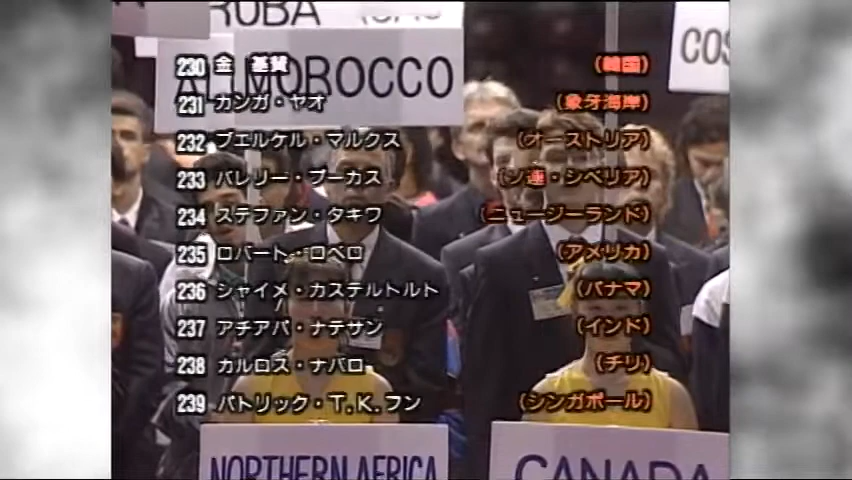 ROBA
MOROCCO
COS
230 金 基賛 (韓国)
231 カンガ・ヤオ (象牙海岸)
232 ブエルケル・マルクス (オーストリア)
233 バレリー・ブーカス (ソ連・シベリア)
234 ステファン・タキワ (ニュージーランド)
235 ロバート・ロベロ (アメリカ)
236 シャイメ・カステルトルト (パナマ)
237 アチアパ・ナテサン (インド)
238 カルロス・ナバロ (チリ)
239 パトリック・T.K.フン (シンガポール)
NORTHERN AFRICA
CANADA